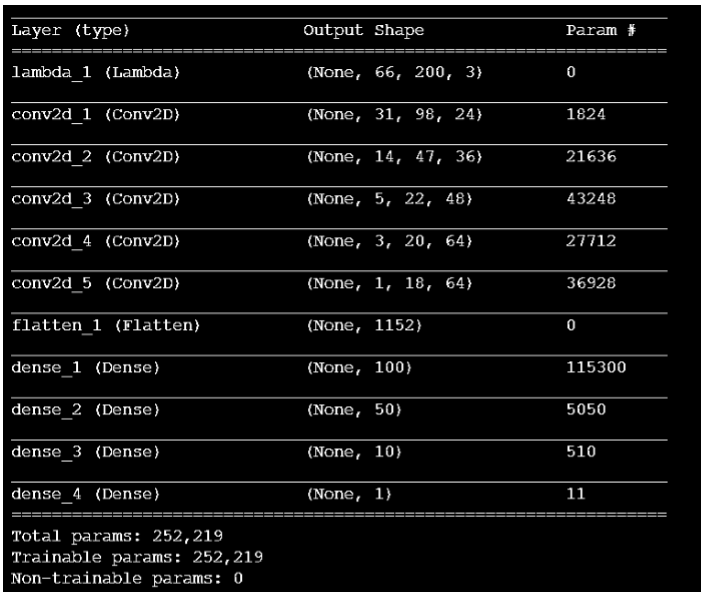 Layer (type) Output Shape Param #
lambda_1 (Lambda) (None, 66, 200, 3) 0
conv2d_1 (Conv2D) (None, 31, 98, 24) 1824
conv2d_2 (Conv2D) (None, 14, 47, 36) 21636
conv2d_3 (Conv2D) (None, 5, 22, 48) 43248
conv2d_4 (Conv2D) (None, 3, 20, 64) 27712
conv2d_5 (Conv2D) (None, 1, 18, 64) 36928
flatten_1 (Flatten) (None, 1152) 0
dense_1 (Dense) (None, 100) 115300
dense_2 (Dense) (None, 50) 5050
dense_3 (Dense) (None, 10) 510
dense_4 (Dense) (None, 1) 11
Total params: 252,219
Trainable params: 252,219
Non-trainable params: 0